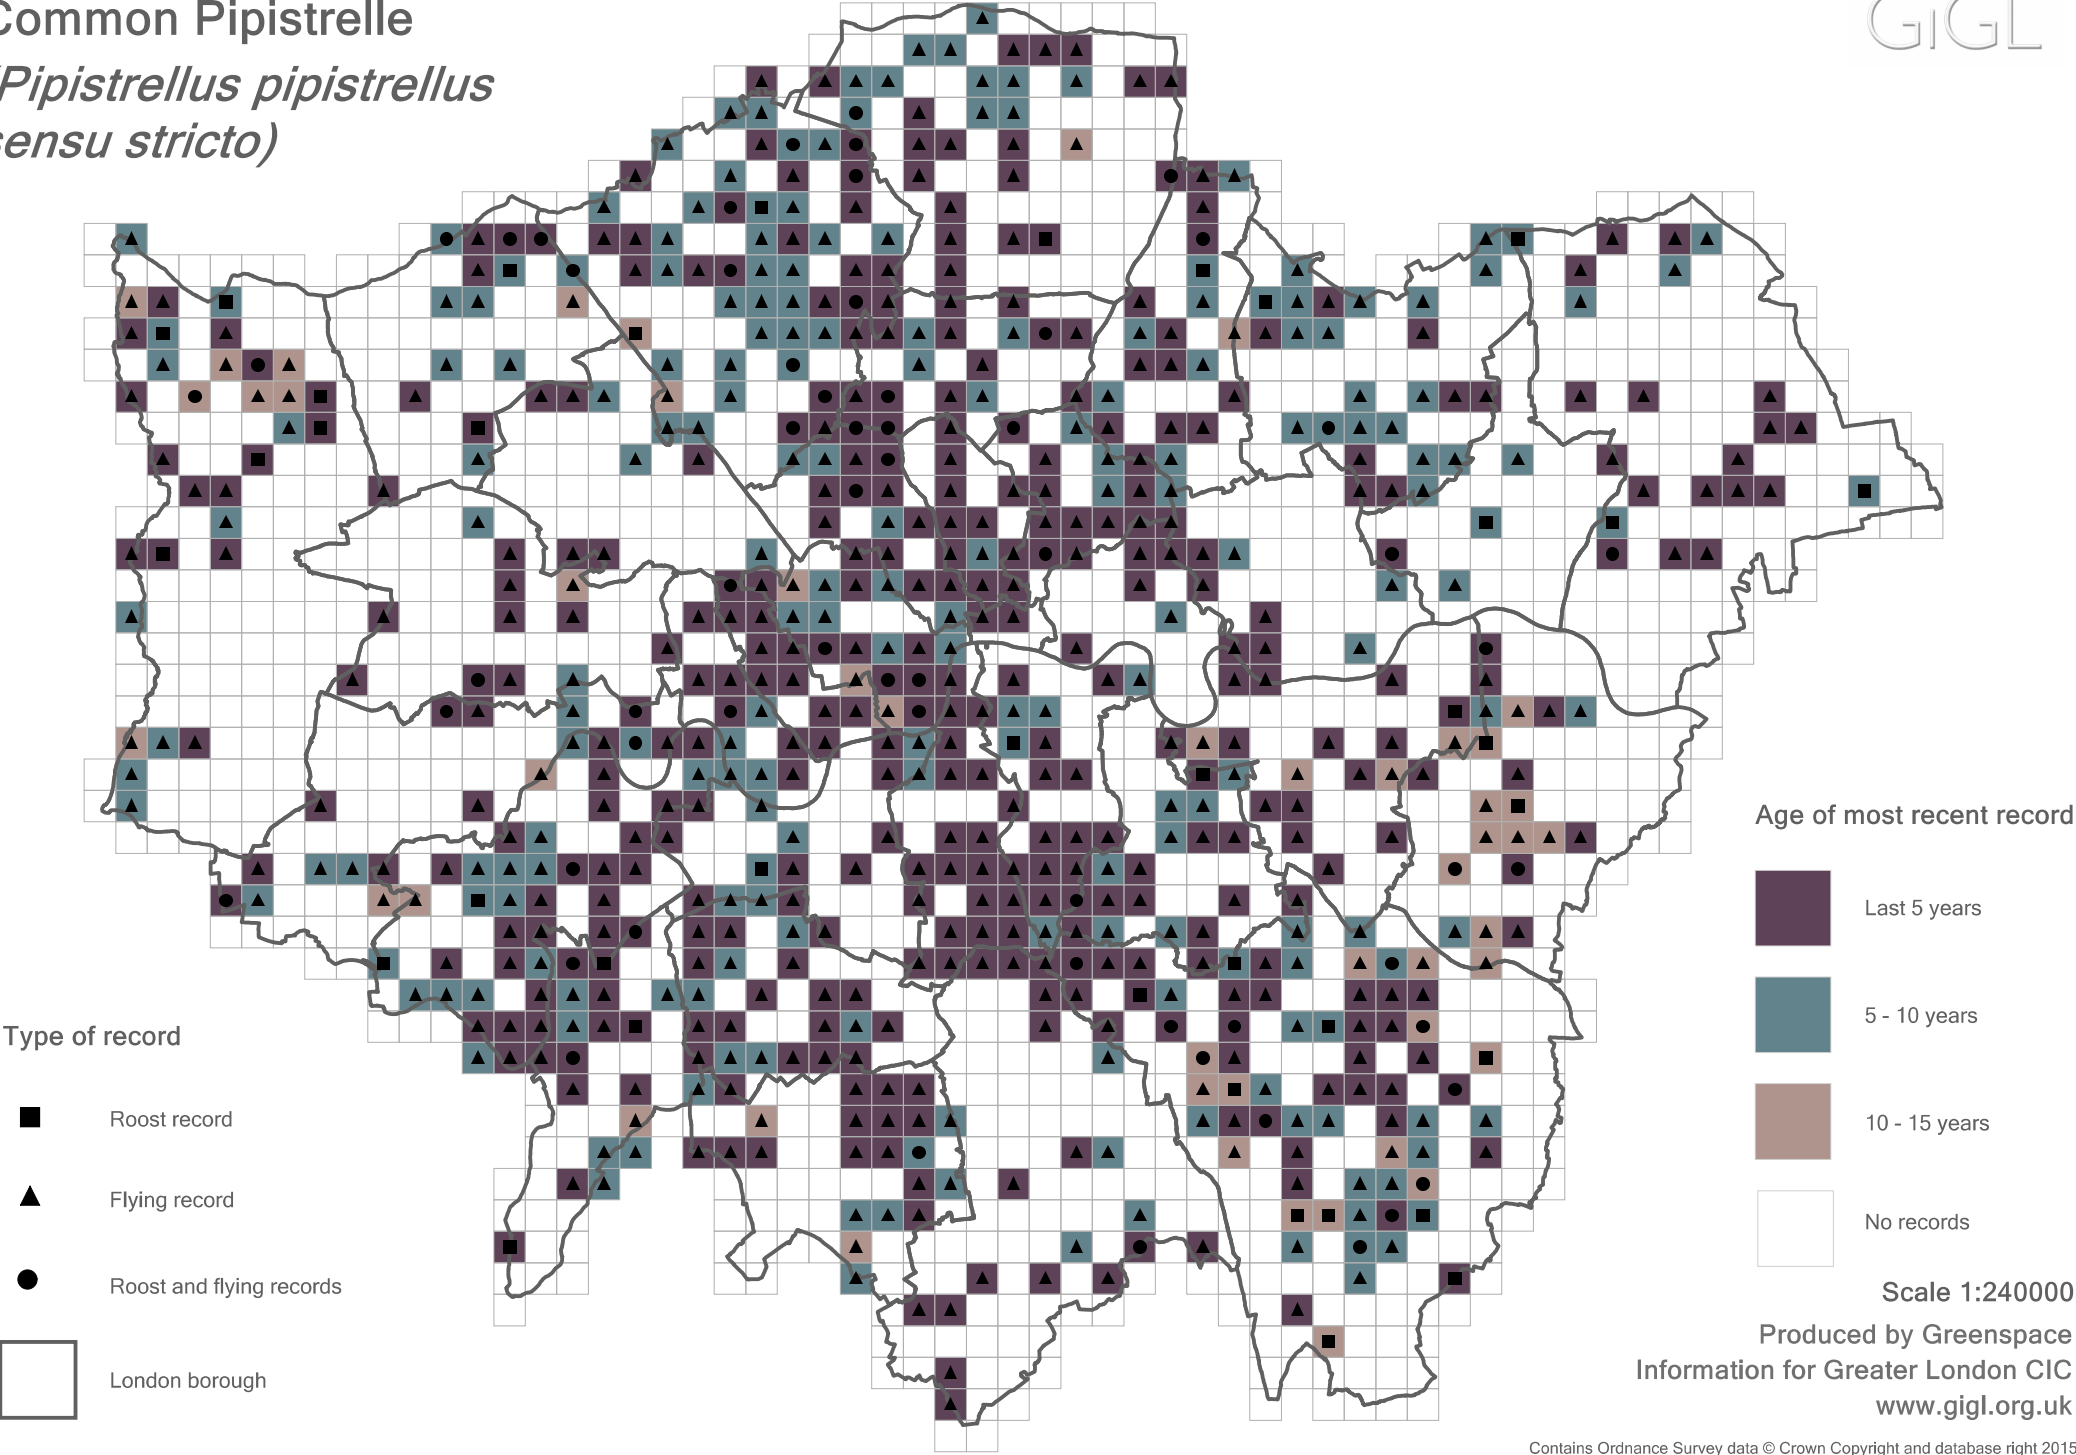 Common Pipistrelle
(Pipistrellus pipistrellus
sensu stricto)
GiGL
Type of record
Roost record
Flying record
Roost and flying records
London borough
Age of most recent record
Last 5 years
5 - 10 years
10 - 15 years
No records
Scale 1:240000
Produced by Greenspace
Information for Greater London CIC
www.gigl.org.uk
Contains Ordnance Survey data © Crown Copyright and database right 2015